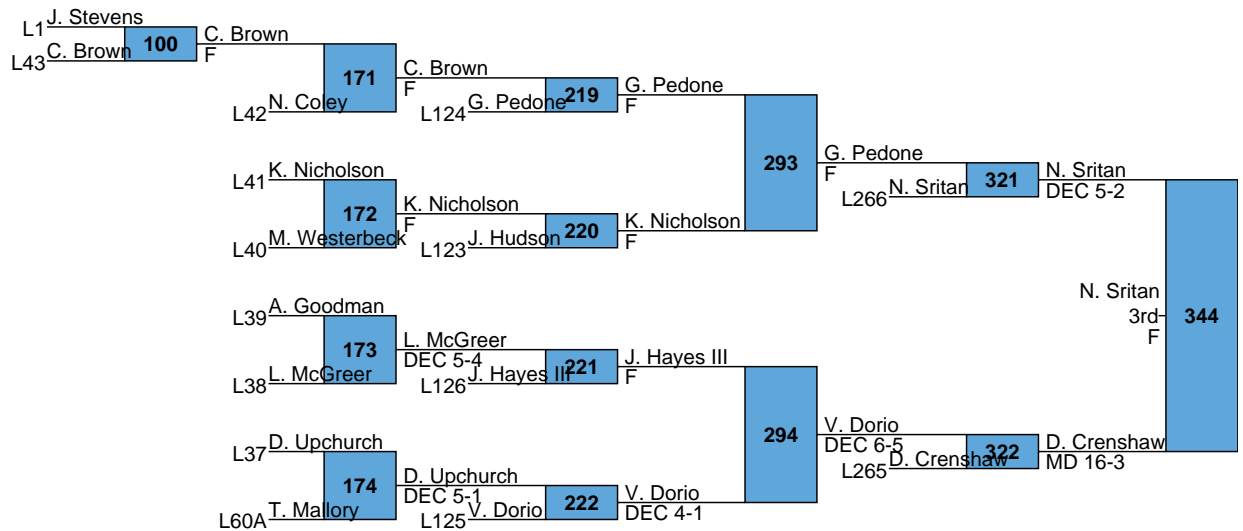 J. Stevens
L1
100
C. Brown
F
C. Brown
L43
171
C. Brown
F
N. Coley
L42
219
G. Pedone
F
G. Pedone
L124
293
G. Pedone
F
K. Nicholson
L41
172
K. Nicholson
F
M. Westerbeck
L40
220
K. Nicholson
F
J. Hudson
L123
321
N. Sritan
DEC 5-2
N. Sritan
L266
N. Sritan
3rd
F
344
A. Goodman
L39
173
L. McGreer
DEC 5-4
L. McGreer
L38
221
J. Hayes III
F
J. Hayes III
L126
294
V. Dorio
DEC 6-5
D. Upchurch
L37
174
D. Upchurch
DEC 5-1
T. Mallory
L60A
222
V. Dorio
DEC 4-1
V. Dorio
L125
322
D. Crenshaw
MD 16-3
D. Crenshaw
L265